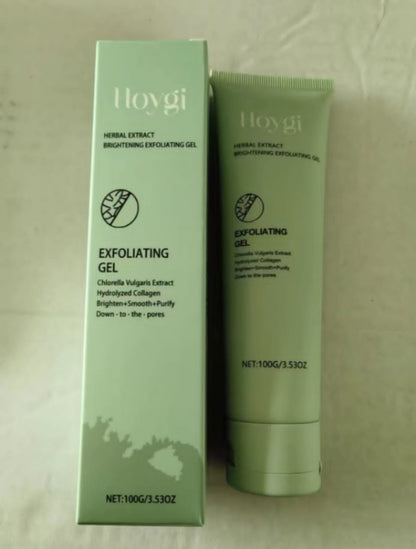 Hoygi
HERBAL EXTRACT
BRIGHTENING EXFOLIATING GEL
EXFOLIATING
GEL
Chlorella Vulgaris Extract
Hydrolyzed Collagen
Brighten+Smooth+Purify
Down - to - the - pores
NET:100G/3.53OZ
Hoygi
HERBAL EXTRACT
BRIGHTENING EXFOLIATING GEL
EXFOLIATING
GEL
Chlorella Vulgaris Extract
Hydrolyzed Collagen
Brighten+Smooth+Purify
Down to the pores
NET:100G/3.53OZ